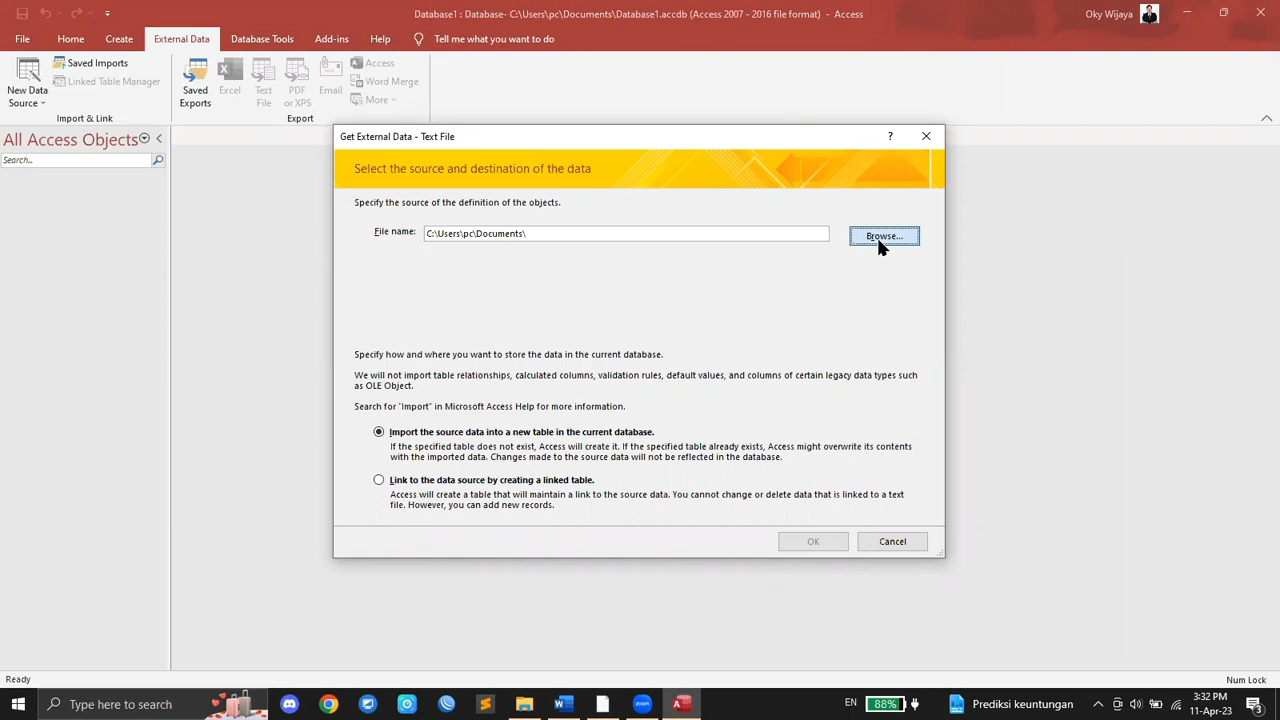 Database1 : Database- C:\Users\pc\Documents\Database1.accdb (Access 2007 - 2016 file format) - Access
Oky Wijaya
File Home Create External Data Database Tools Add-ins Help Tell me what you want to do
New Data Source
Saved Imports
Linked Table Manager
Import & Link
Saved Exports
Excel
Text File
PDF or XPS
Email
Access
Word Merge
More
Export
All Access Objects
Search...
Get External Data - Text File
?
Select the source and destination of the data
Specify the source of the definition of the objects.
File name: C:\Users\pc\Documents\ Browse...
Specify how and where you want to store the data in the current database.
We will not import table relationships, calculated columns, validation rules, default values, and columns of certain legacy data types such
as OLE Object.
Search for "Import" in Microsoft Access Help for more information.
Import the source data into a new table in the current database.
If the specified table does not exist, Access will create it. If the specified table already exists, Access might overwrite its contents
with the imported data. Changes made to the source data will not be reflected in the database.
Link to the data source by creating a linked table.
Access will create a table that will maintain a link to the source data. You cannot change or delete data that is linked to a text
file. However, you can add new records.
OK Cancel
Ready Num Lock
Type here to search
zoom
EN
88%
Prediksi keuntungan
3:32 PM
11-Apr-23
3